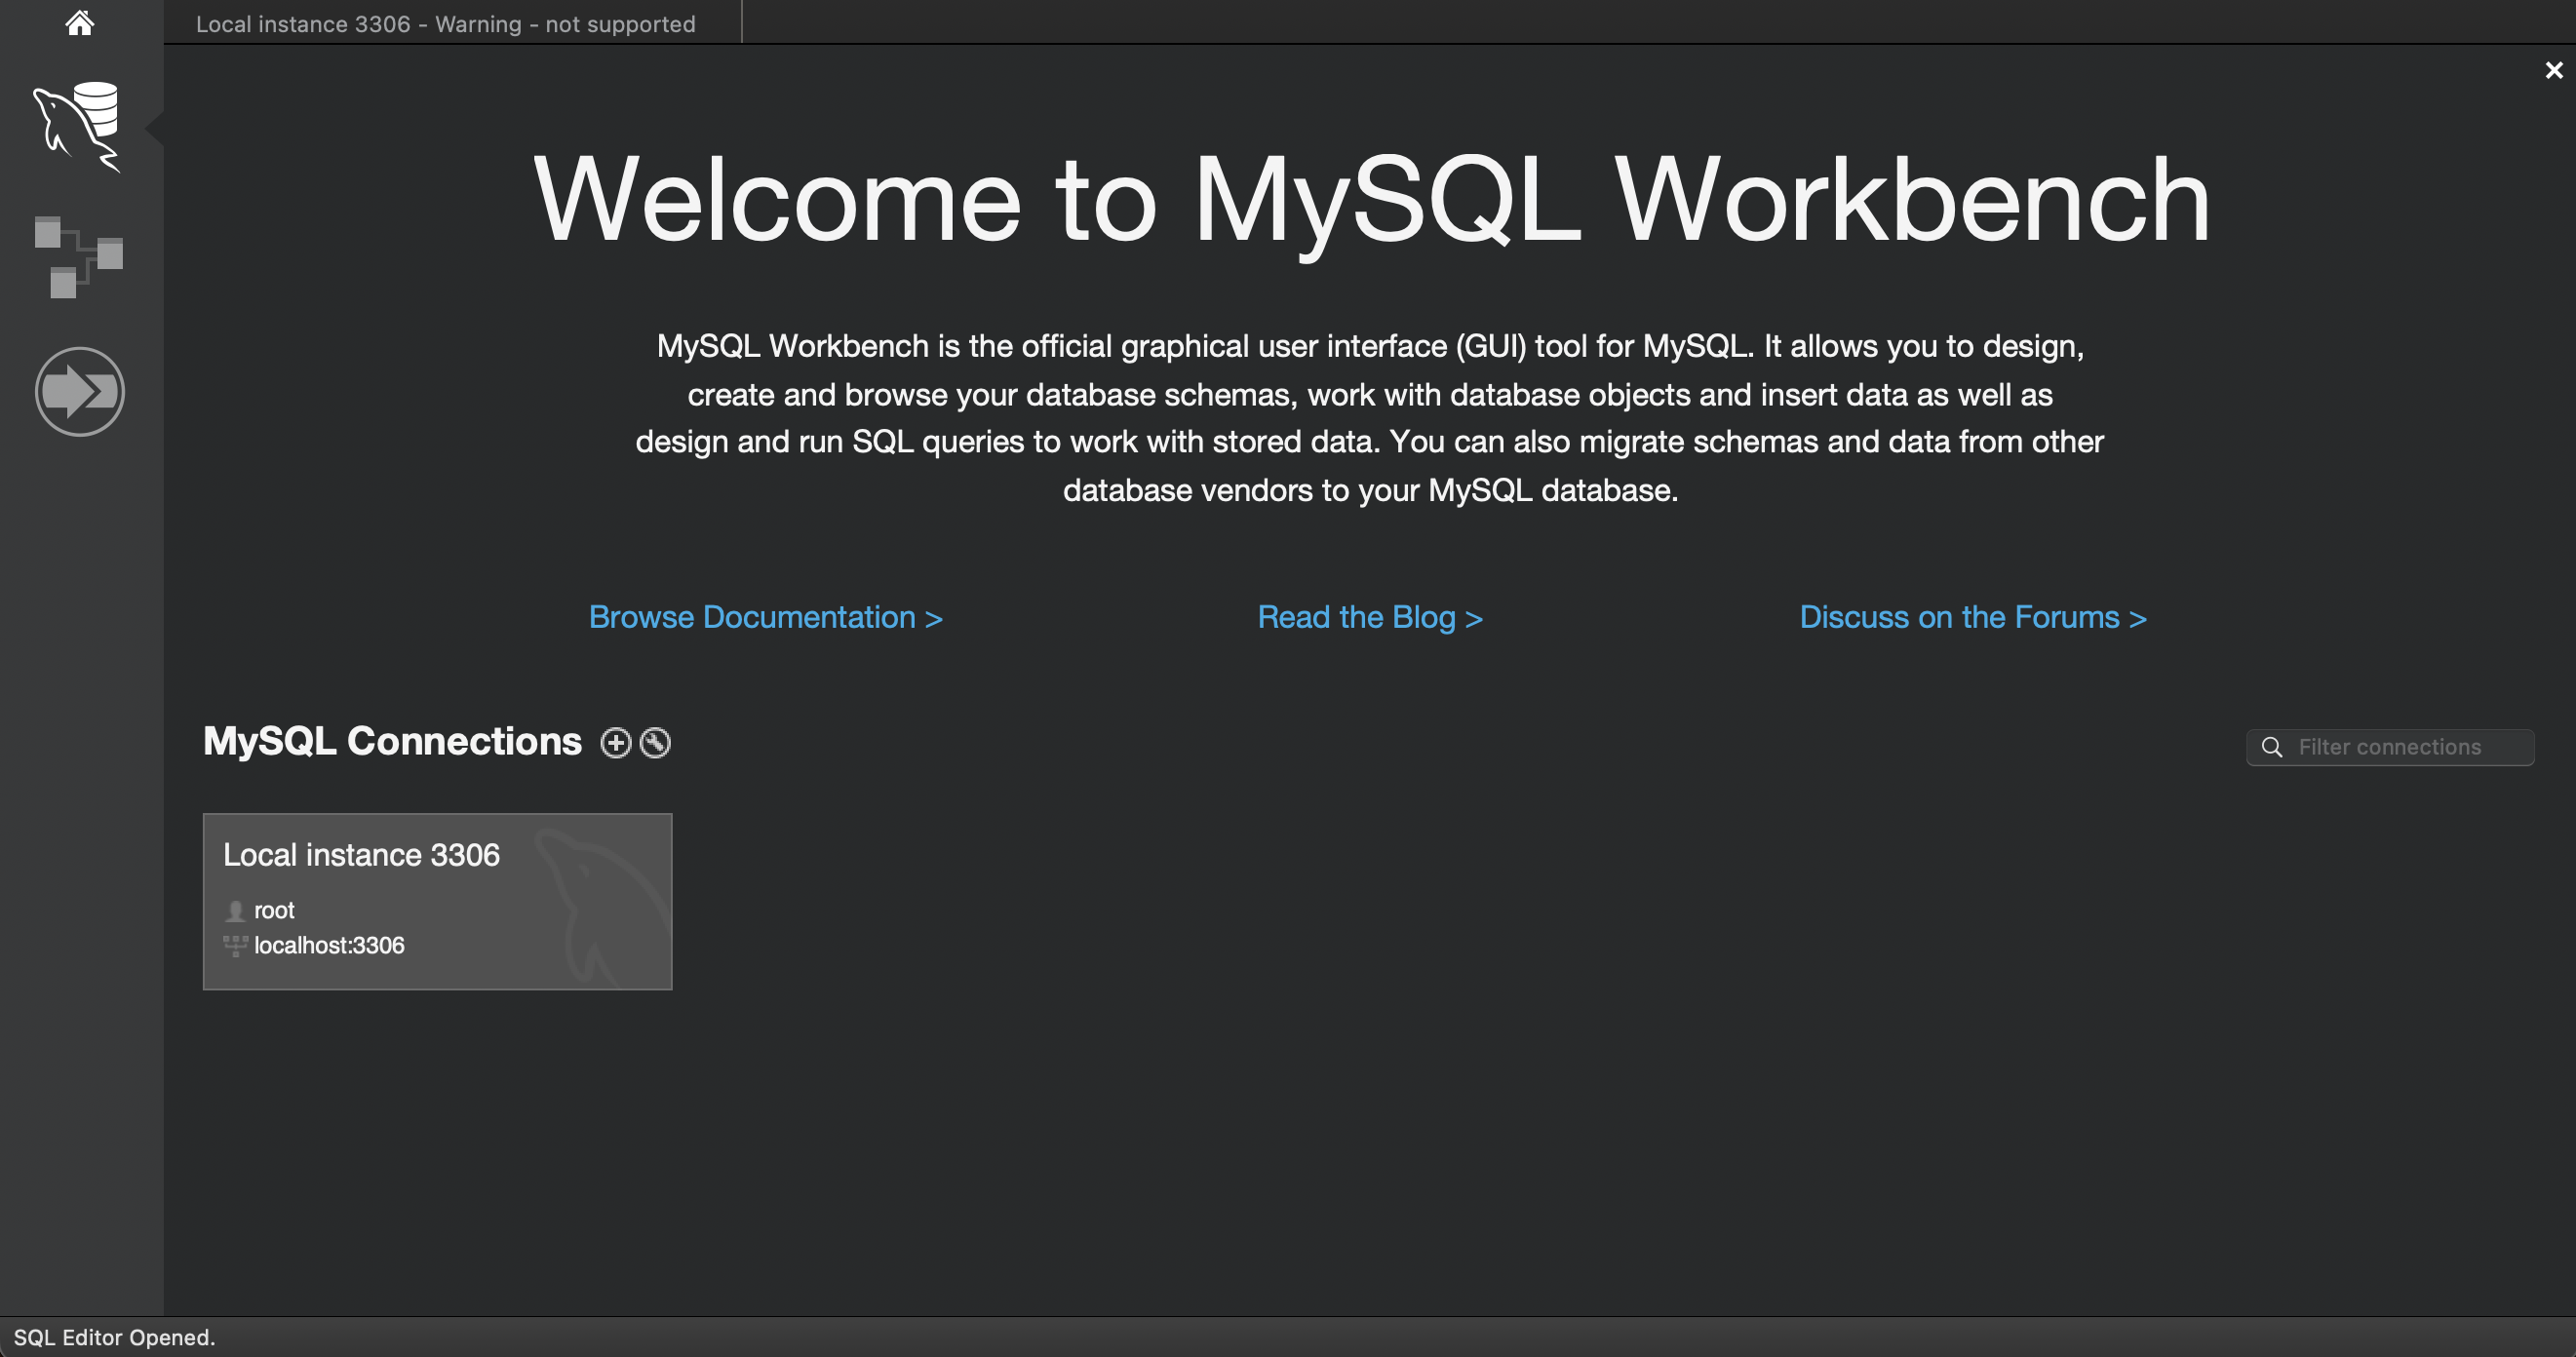 Local instance 3306 - Warning - not supported
Welcome to MySQL Workbench
MySQL Workbench is the official graphical user interface (GUI) tool for MySQL. It allows you to design,
create and browse your database schemas, work with database objects and insert data as well as
design and run SQL queries to work with stored data. You can also migrate schemas and data from other
database vendors to your MySQL database.
Browse Documentation >
Read the Blog >
Discuss on the Forums >
MySQL Connections
Filter connections
Local instance 3306
root
localhost:3306
SQL Editor Opened.